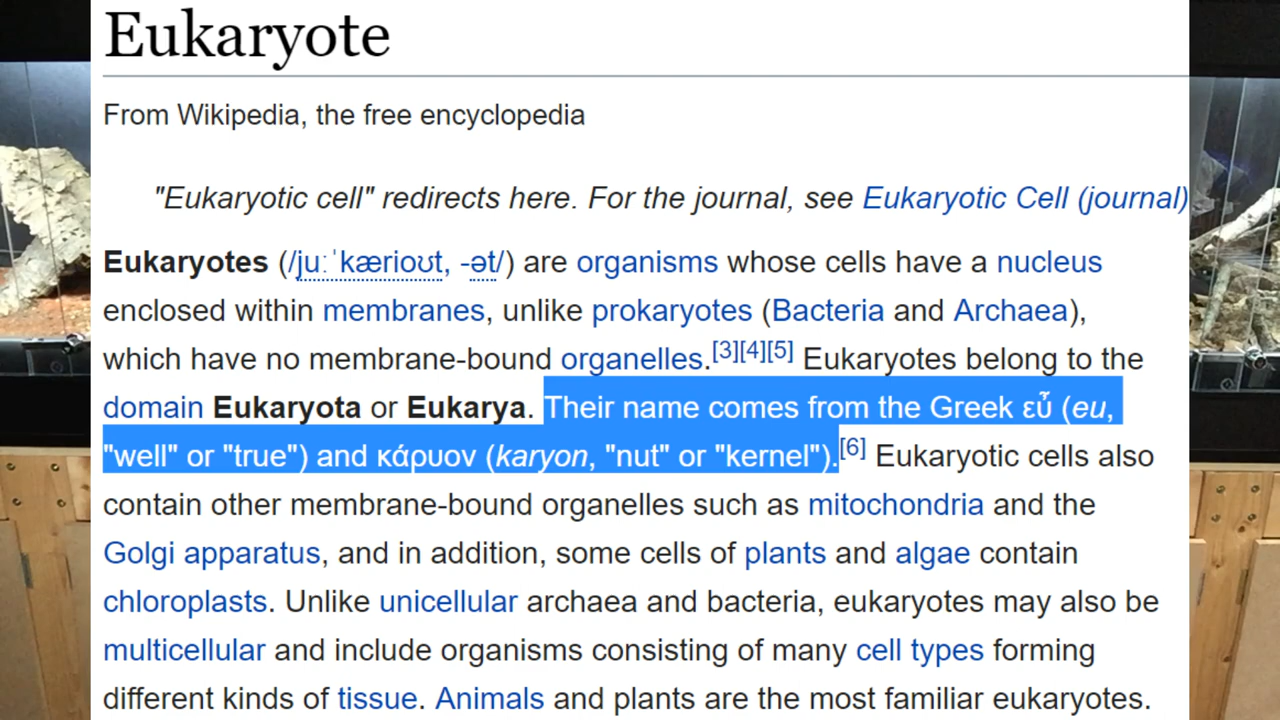 Eukaryote
From Wikipedia, the free encyclopedia
"Eukaryotic cell" redirects here. For the journal, see Eukaryotic Cell (journal)
Eukaryotes (/juːˈkærioʊt, -ət/) are organisms whose cells have a nucleus
enclosed within membranes, unlike prokaryotes (Bacteria and Archaea),
which have no membrane-bound organelles.[3][4][5] Eukaryotes belong to the
domain Eukaryota or Eukarya. Their name comes from the Greek εὖ (eu,
"well" or "true") and κάρυον (karyon, "nut" or "kernel").[6] Eukaryotic cells also
contain other membrane-bound organelles such as mitochondria and the
Golgi apparatus, and in addition, some cells of plants and algae contain
chloroplasts. Unlike unicellular archaea and bacteria, eukaryotes may also be
multicellular and include organisms consisting of many cell types forming
different kinds of tissue. Animals and plants are the most familiar eukaryotes.